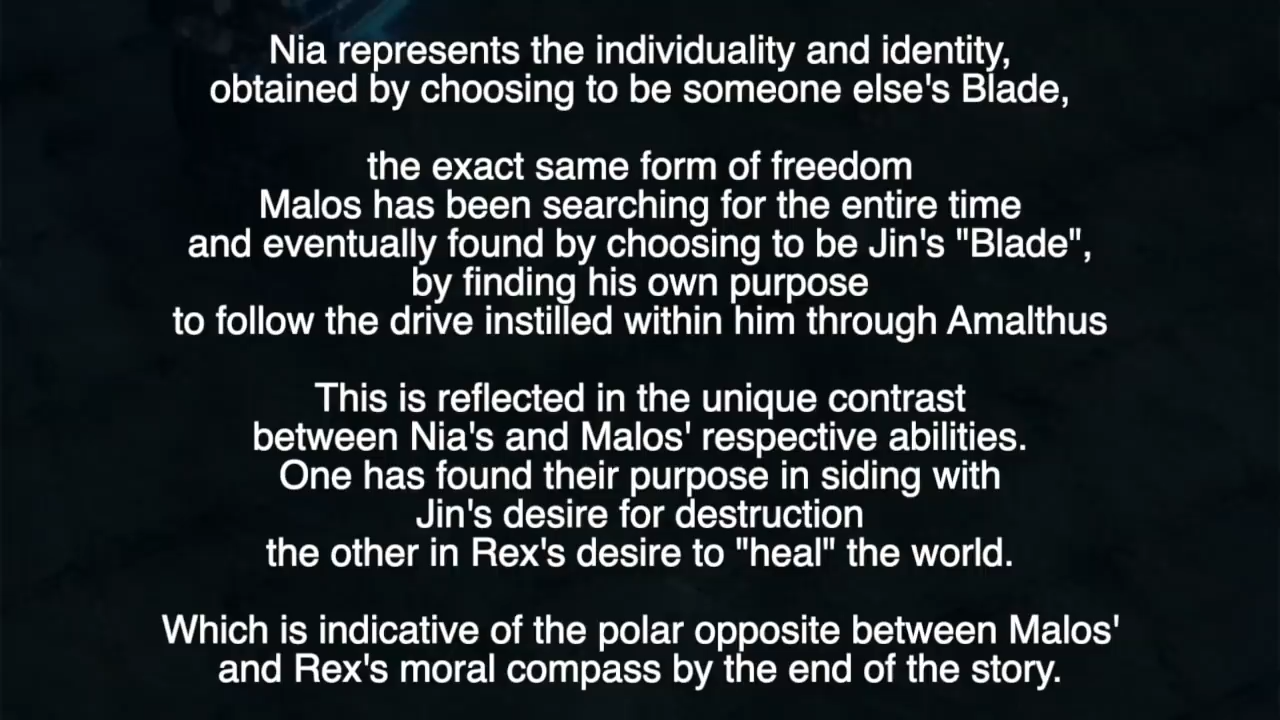 Nia represents the individuality and identity,
obtained by choosing to be someone else's Blade,
the exact same form of freedom
Malos has been searching for the entire time
and eventually found by choosing to be Jin's "Blade",
by finding his own purpose
to follow the drive instilled within him through Amalthus
This is reflected in the unique contrast
between Nia's and Malos' respective abilities.
One has found their purpose in siding with
Jin's desire for destruction
the other in Rex's desire to "heal" the world.
Which is indicative of the polar opposite between Malos'
and Rex's moral compass by the end of the story.